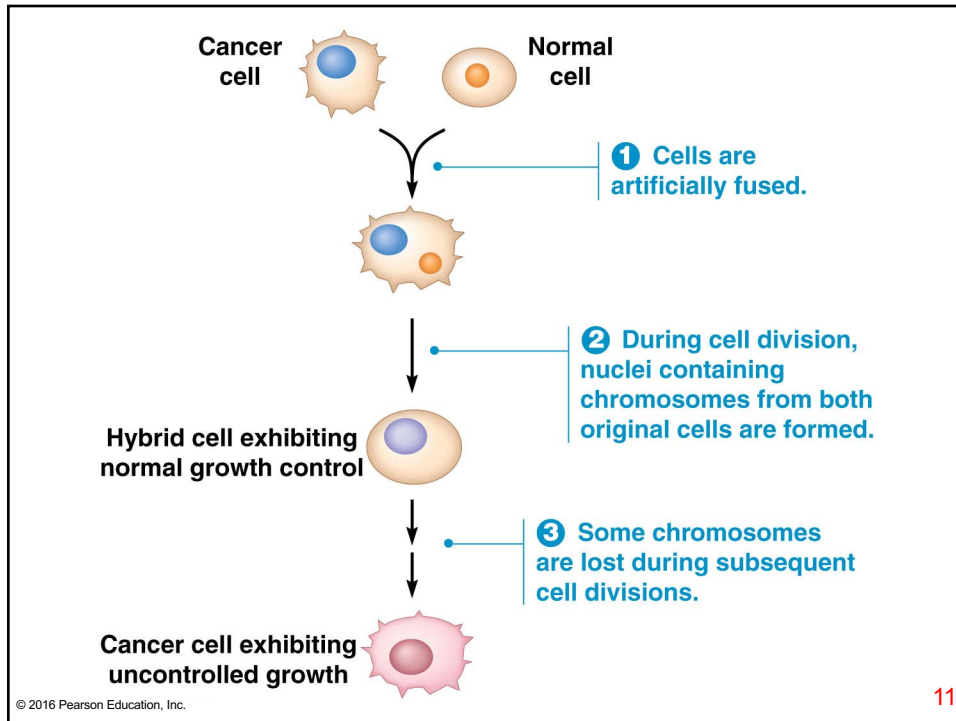 Cancer
cell
Normal
cell
1 Cells are
artificially fused.
2 During cell division,
nuclei containing
chromosomes from both
original cells are formed.
Hybrid cell exhibiting
normal growth control
3 Some chromosomes
are lost during subsequent
cell divisions.
Cancer cell exhibiting
uncontrolled growth
© 2016 Pearson Education, Inc.
11